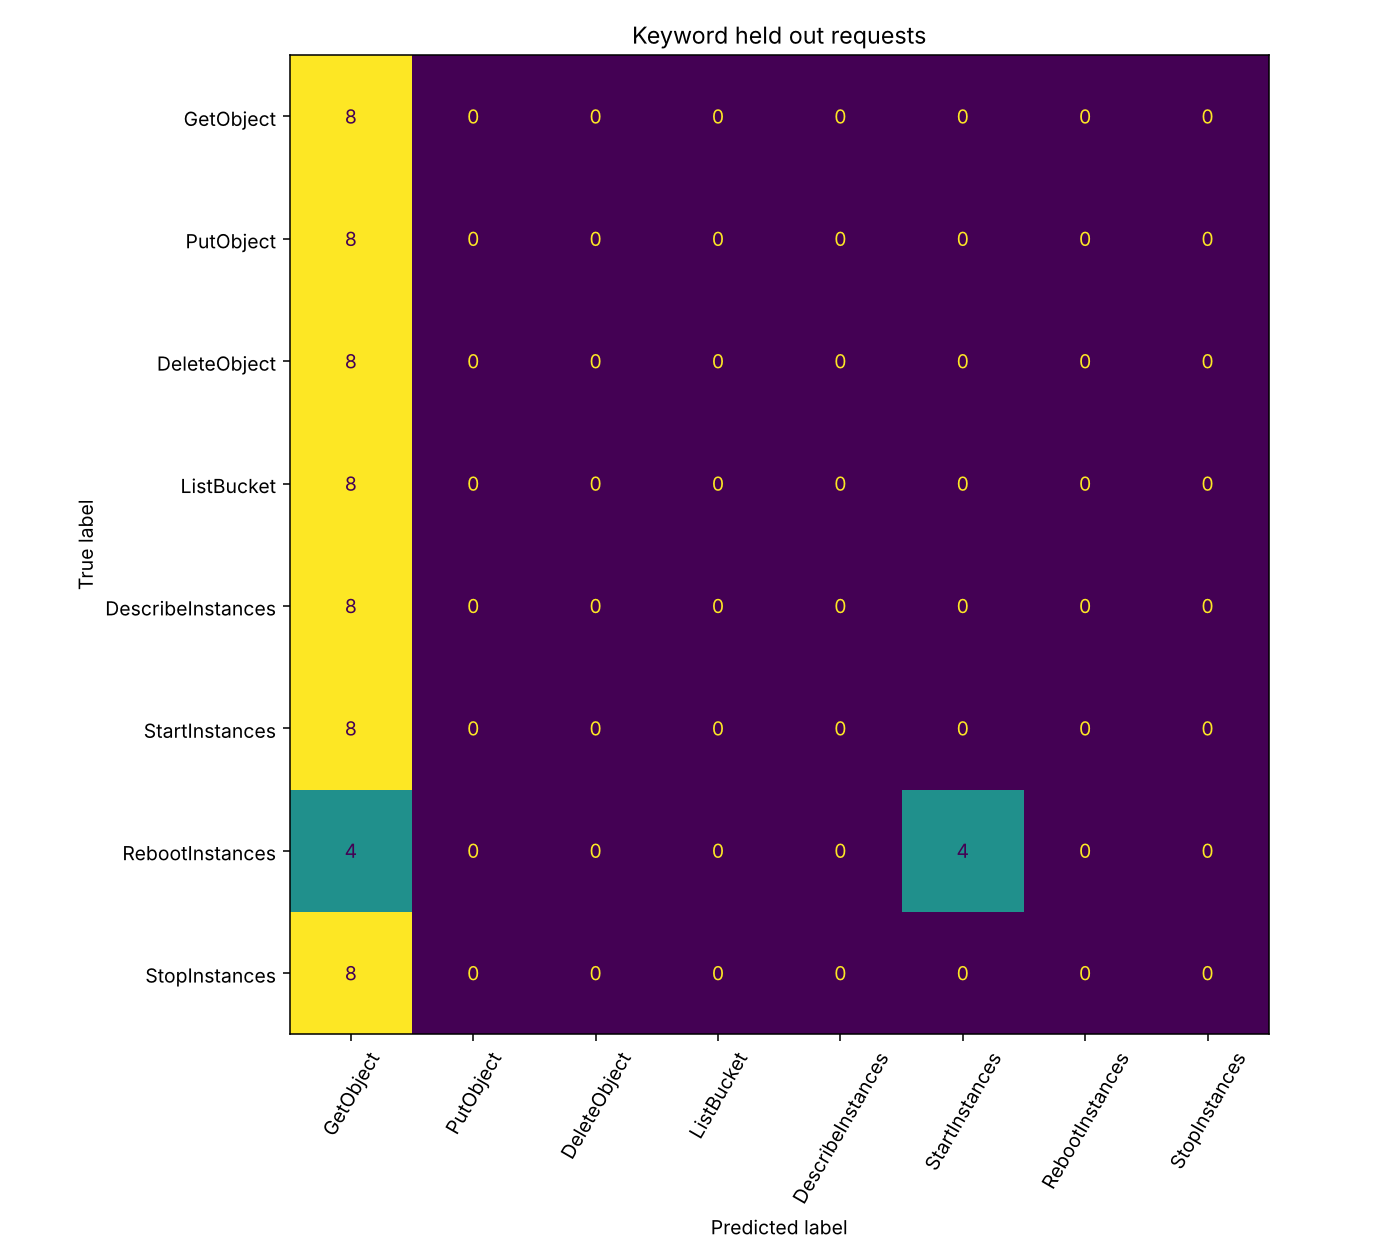 Keyword held out requests
GetObject 8 0 0 0 0 0 0 0
PutObject 8 0 0 0 0 0 0 0
DeleteObject 8 0 0 0 0 0 0 0
ListBucket 8 0 0 0 0 0 0 0
True label
DescribeInstances 8 0 0 0 0 0 0 0
StartInstances 8 0 0 0 0 0 0 0
RebootInstances 4 0 0 0 0 4 0 0
StopInstances 8 0 0 0 0 0 0 0
GetObject PutObject DeleteObject ListBucket DescribeInstances StartInstances RebootInstances StopInstances
Predicted label